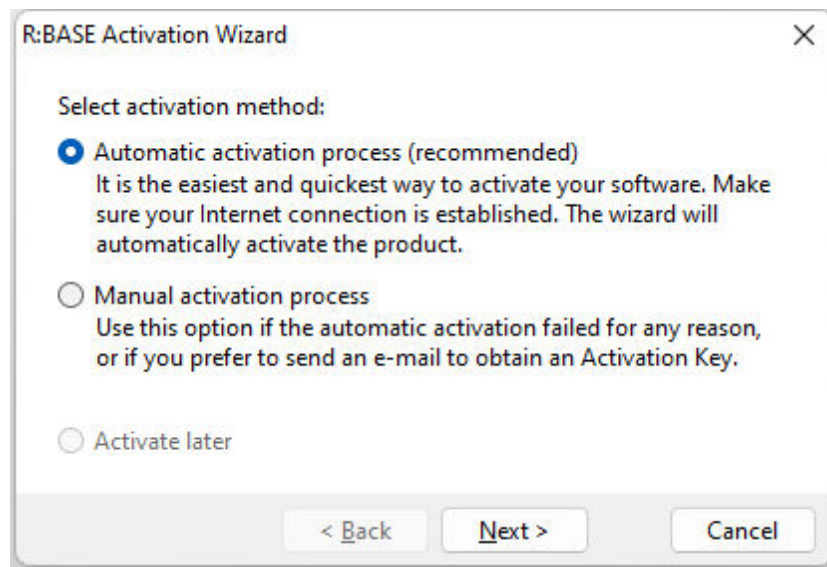 R:BASE Activation Wizard
Select activation method:
Automatic activation process (recommended)
It is the easiest and quickest way to activate your software. Make
sure your Internet connection is established. The wizard will
automatically activate the product.
Manual activation process
Use this option if the automatic activation failed for any reason,
or if you prefer to send an e-mail to obtain an Activation Key.
Activate later
< Back Next > Cancel